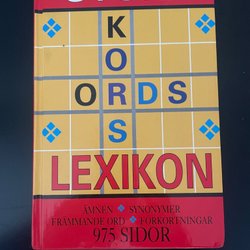 KORS
ORDS
LEXIKON
ÄMNEN SYNONYMER
FRÄMMANDE ORD FÖRKORTNINGAR
975 SIDOR